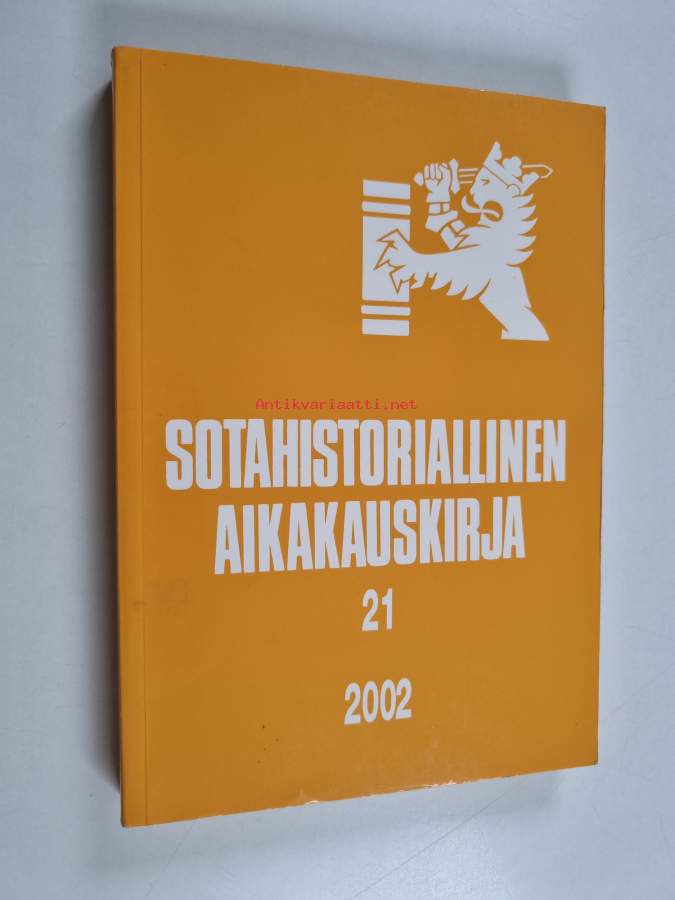 Antikvariaatti.net
SOTAHISTORIALLINEN
AIKAKAUSKIRJA
21
2002